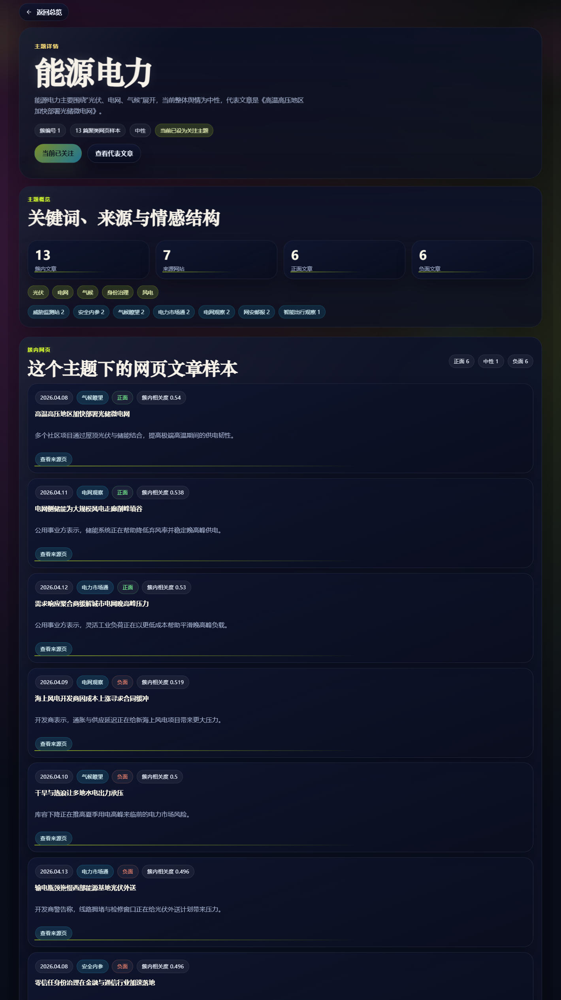 返回总览
主题详情
能源电力
能源电力主要围绕“光伏、电网、气候”展开，当前整体舆情为中性，代表文章是《高温高压地区
加快部署光储微电网》。
簇编号 1 13 篇聚类网页样本 中性 当前已设为关注主题
当前已关注 查看代表文章
主题概览
关键词、来源与情感结构
13 7 6 6
簇内文章 来源网站 正面文章 负面文章
光伏 电网 气候 身份治理 风电
威胁监测站 2 安全内参 2 气候瞭望 2 电力市场通 2 电网观察 2 网安邮报 2 智能出行观察 1
簇内网页
这个主题下的网页文章样本
正面 6 中性 1 负面 6
2026.04.08 气候瞭望 正面 簇内相关度 0.54
高温高压地区加快部署光储微电网
多个社区项目通过屋顶光伏与储能结合，提高极端高温期间的供电韧性。
查看来源页
2026.04.11 电网观察 正面 簇内相关度 0.538
电网侧储能为大规模风电走廊削峰填谷
公用事业方表示，储能系统正在帮助降低弃风率并稳定晚高峰供电。
查看来源页
2026.04.12 电力市场通 正面 簇内相关度 0.53
需求响应聚合商缓解城市电网晚高峰压力
公用事业方表示，灵活工业负荷正在以更低成本帮助平滑晚高峰负载。
查看来源页
2026.04.09 电网观察 负面 簇内相关度 0.519
海上风电开发商因成本上涨寻求合同缓冲
开发商表示，通胀与供应延迟正在给新海上风电项目带来更大压力。
查看来源页
2026.04.10 气候瞭望 负面 簇内相关度 0.5
干旱与热浪让多地水电出力承压
库容下降正在推高夏季用电高峰来临前的电力市场风险。
查看来源页
2026.04.13 电力市场通 负面 簇内相关度 0.496
输电瓶颈拖慢西部能源基地光伏外送
开发商警告称，线路拥堵与检修窗口正在给光伏外送计划带来压力。
查看来源页
2026.04.08 安全内参 负面 簇内相关度 0.496
零信任身份治理在金融与通信行业加速落地